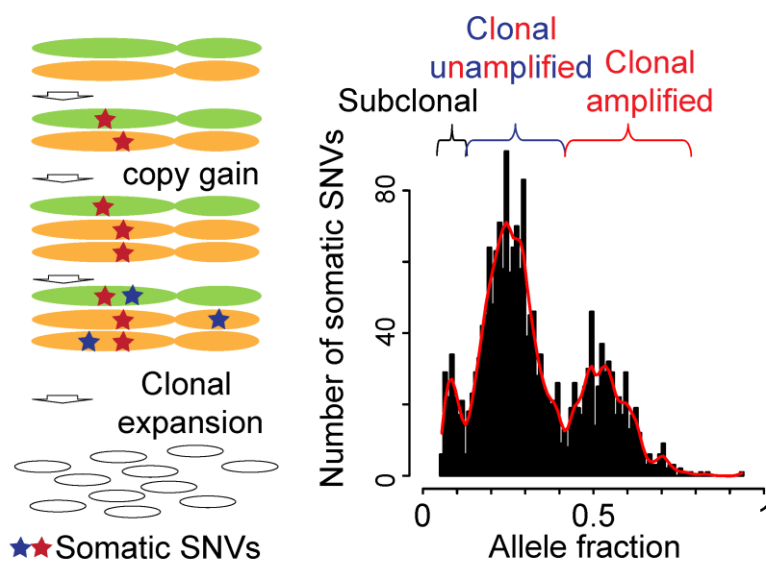 copy gain
Clonal
expansion
Somatic SNVs
Clonal
unamplified
Clonal
amplified
Subclonal
Number of somatic SNVs
80
40
0
0
0.5
1
Allele fraction